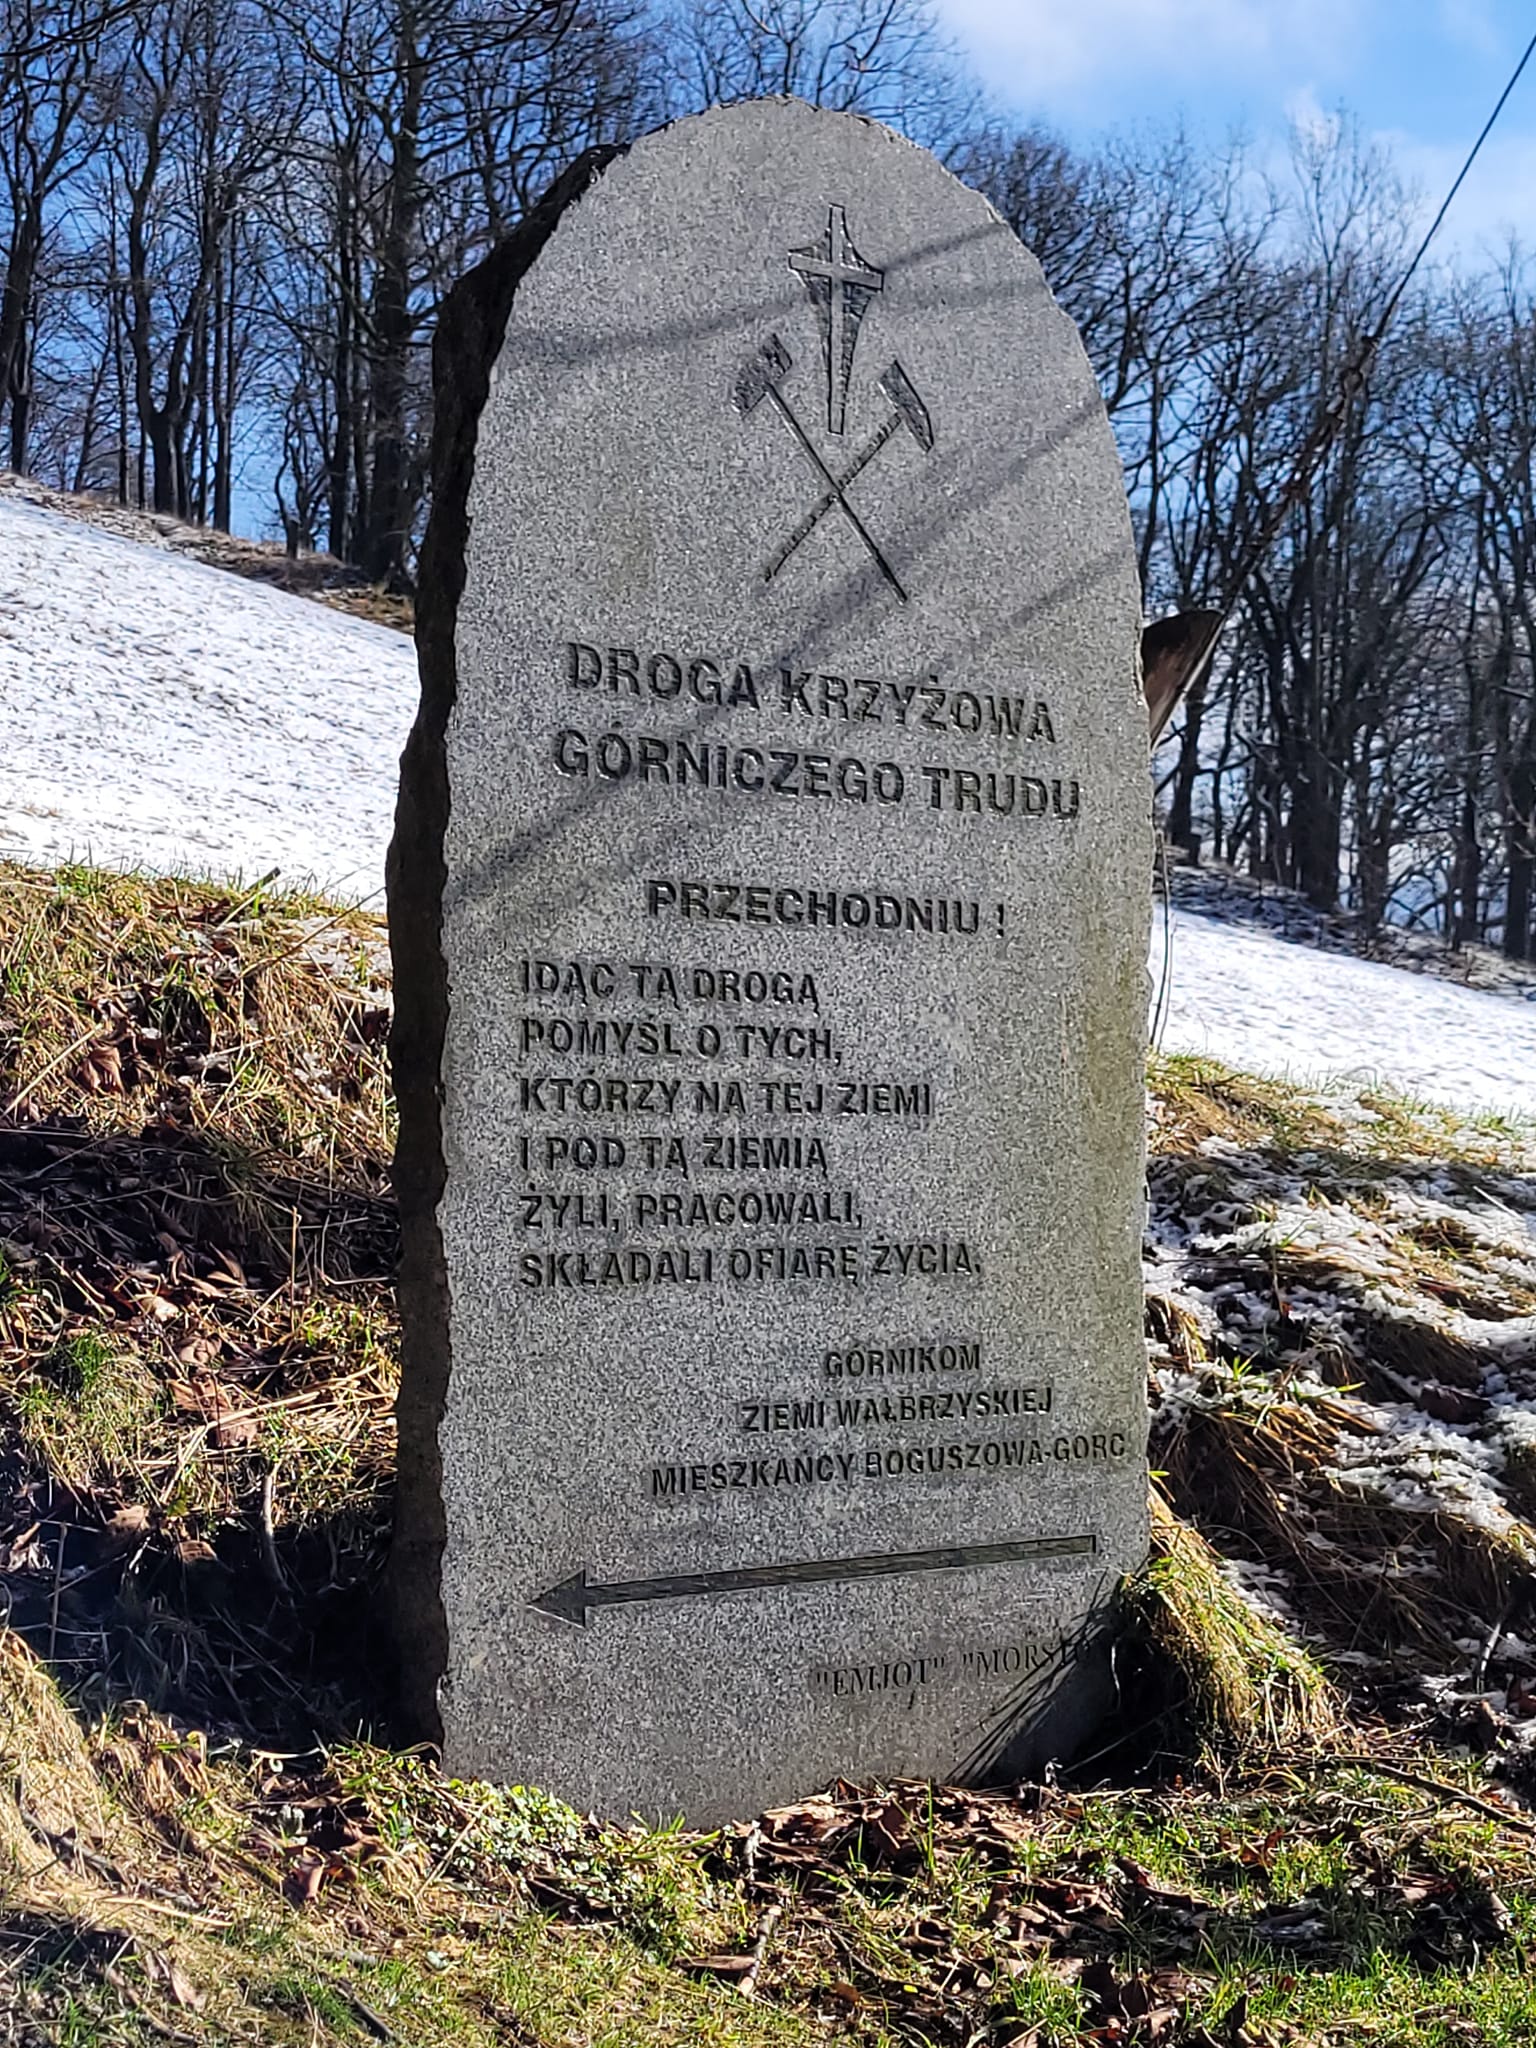 DROGA KRZYŻOWA
GÓRNICZEGO TRUDU
PRZECHODNIU !
IDĄC TĄ DROGĄ
POMYŚL O TYCH,
KTÓRZY NA TEJ ZIEMI
I POD TĄ ZIEMIĄ
ŻYLI, PRACOWALI,
SKŁADALI OFIARĘ ŻYCIA.
GÓRNIKOM
ZIEMI WAŁBRZYSKIEJ
MIESZKAŃCY BOGUSZOWA-GORC
"EMJOT"